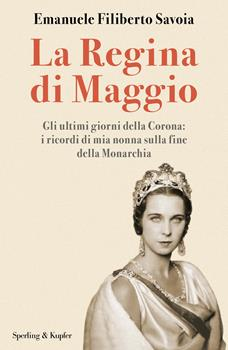 Emanuele Filiberto Savoia
La Regina
di Maggio
Gli ultimi giorni della Corona:
i ricordi di mia nonna sulla fine
della Monarchia
Sperling & Kupfer